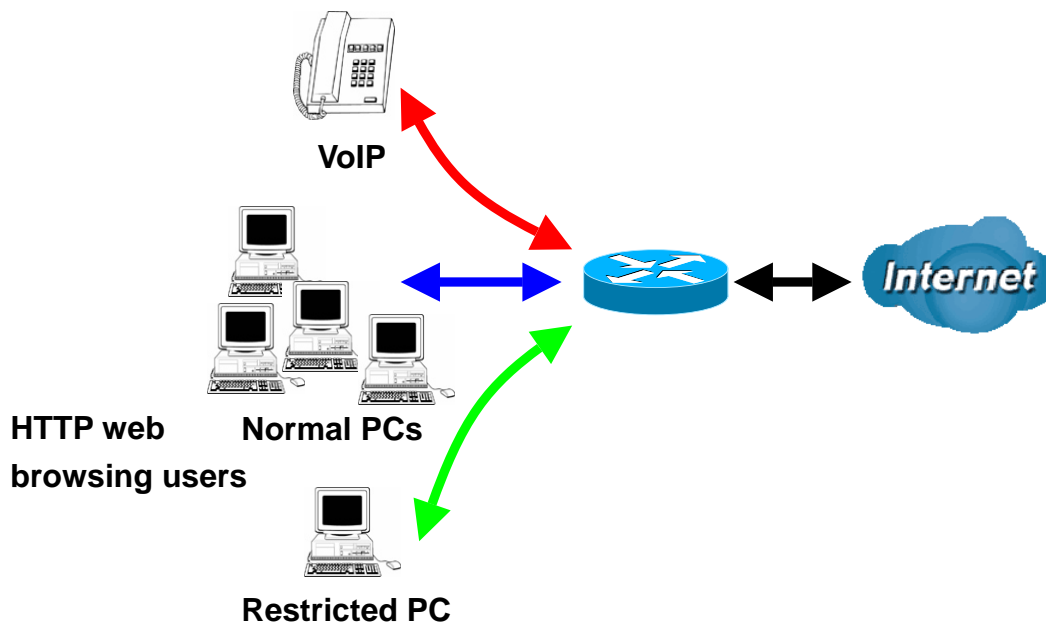 VoIP
Internet
HTTP web
browsing users
Normal PCs
Restricted PC